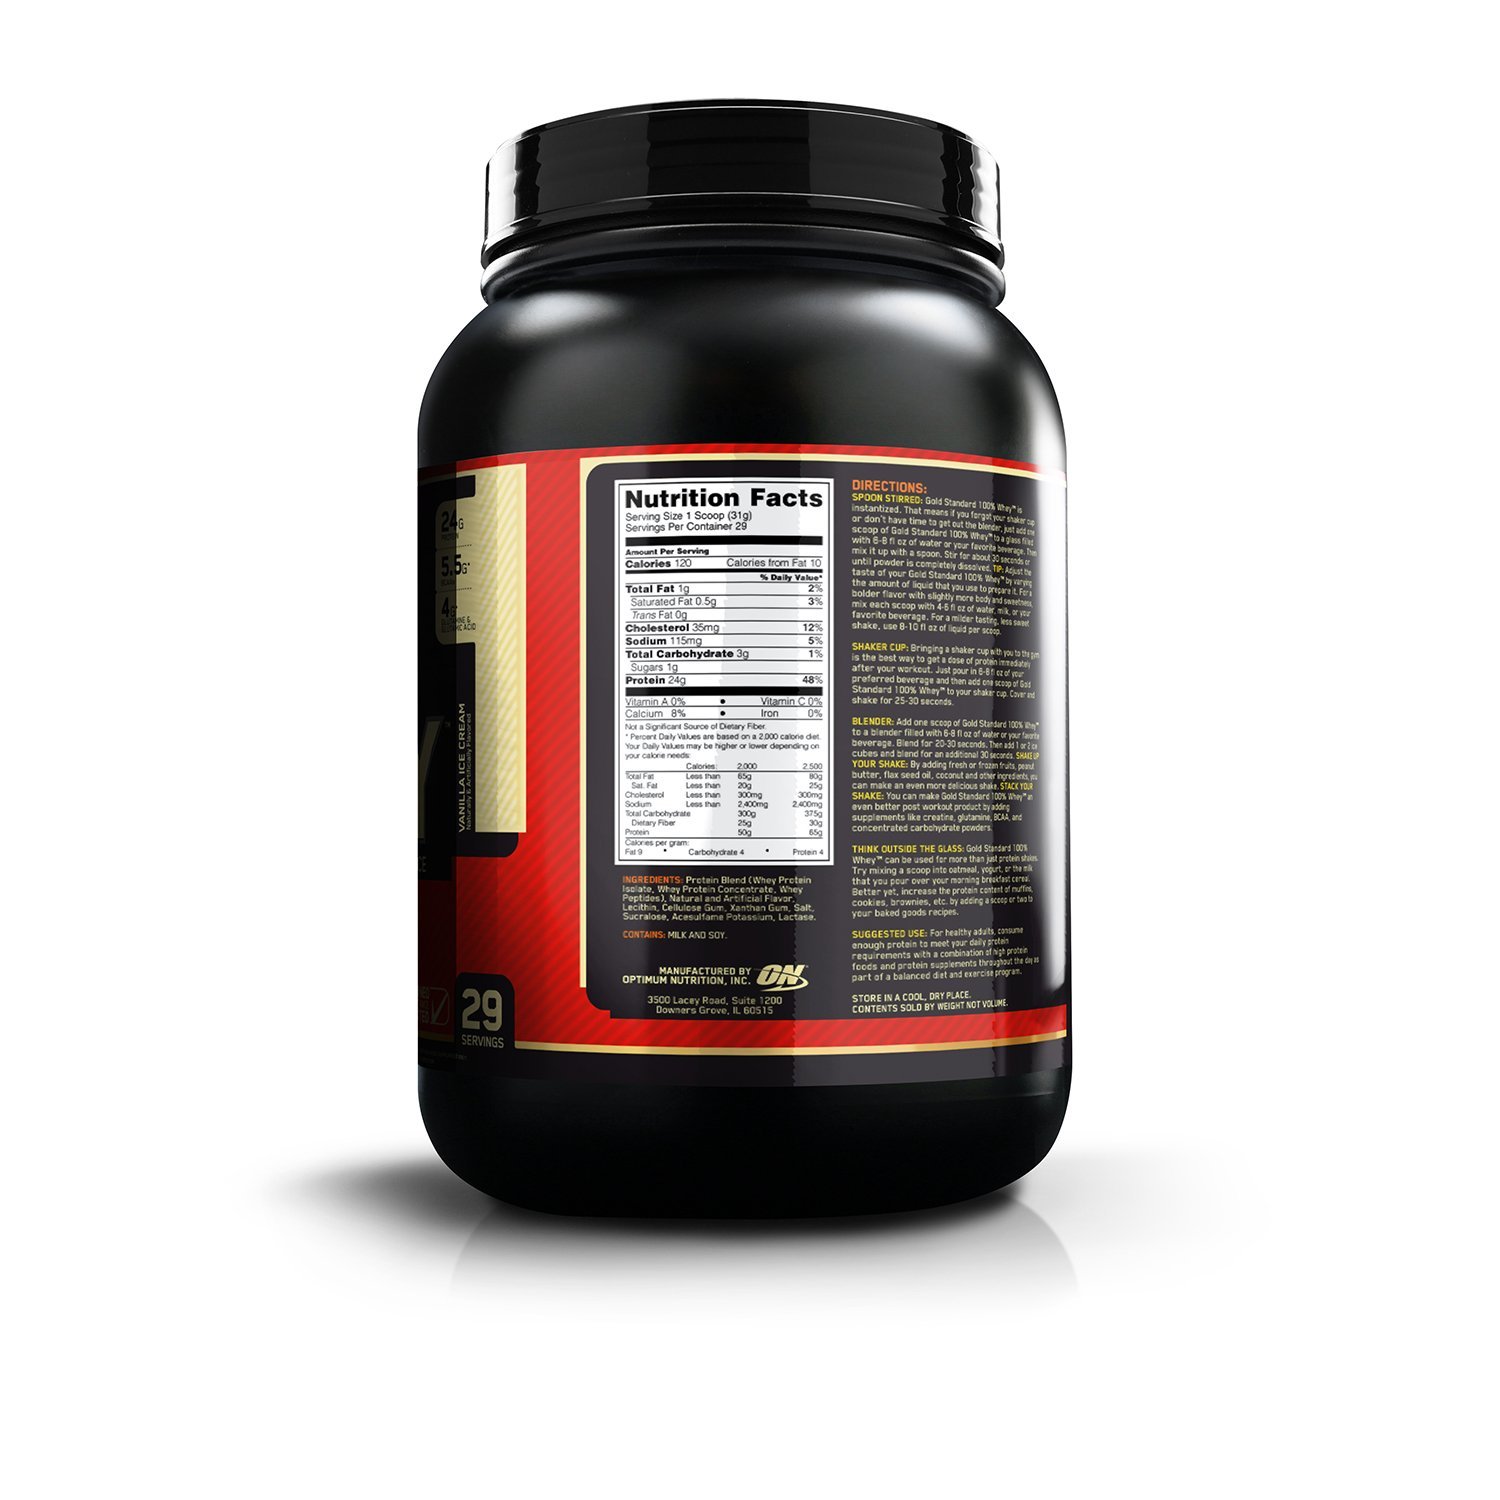 24G
PROTEIN
5.5G*
BCAAs
4G*
GLUTAMINE &
GLUTAMIC ACID
Y™
VANILLA ICE CREAM
Naturally & Artificially Flavored
29
SERVINGS
Nutrition Facts
Serving Size 1 Scoop (31g)
Servings Per Container 29
Amount Per Serving
Calories 120 Calories from Fat 10
% Daily Value*
Total Fat 1g 2%
Saturated Fat 0.5g 3%
Trans Fat 0g
Cholesterol 35mg 12%
Sodium 115mg 5%
Total Carbohydrate 3g 1%
Sugars 1g
Protein 24g 48%
Vitamin A 0% • Vitamin C 0%
Calcium 8% • Iron 0%
Not a Significant Source of Dietary Fiber.
* Percent Daily Values are based on a 2,000 calorie diet.
Your Daily Values may be higher or lower depending on
your calorie needs:
Calories: 2,000 2,500
Total Fat Less than 65g 80g
Sat. Fat Less than 20g 25g
Cholesterol Less than 300mg 300mg
Sodium Less than 2,400mg 2,400mg
Total Carbohydrate 300g 375g
Dietary Fiber 25g 30g
Protein 50g 65g
Calories per gram:
Fat 9 • Carbohydrate 4 • Protein 4
INGREDIENTS: Protein Blend (Whey Protein
Isolate, Whey Protein Concentrate, Whey
Peptides), Natural and Artificial Flavor,
Lecithin, Cellulose Gum, Xanthan Gum, Salt,
Sucralose, Acesulfame Potassium, Lactase.
CONTAINS: MILK AND SOY.
MANUFACTURED BY
OPTIMUM NUTRITION, INC.
ON
3500 Lacey Road, Suite 1200
Downers Grove, IL 60515
DIRECTIONS:
SPOON STIRRED: Gold Standard 100% Whey™ is
instantized. That means if you forgot your shaker cup
or don't have time to get out the blender, just add one
scoop of Gold Standard 100% Whey™ to a glass filled
with 6-8 fl oz of water or your favorite beverage. Then
mix it up with a spoon. Stir for about 30 seconds or
until powder is completely dissolved. TIP: Adjust the
taste of your Gold Standard 100% Whey™ by varying
the amount of liquid that you use to prepare it. For a
bolder flavor with slightly more body and sweetness,
mix each scoop with 4-6 fl oz of water, milk, or your
favorite beverage. For a milder tasting, less sweet
shake, use 8-10 fl oz of liquid per scoop.
SHAKER CUP: Bringing a shaker cup with you to the gym
is the best way to get a dose of protein immediately
after your workout. Just pour in 6-8 fl oz of your
preferred beverage and then add one scoop of Gold
Standard 100% Whey™ to your shaker cup. Cover and
shake for 25-30 seconds.
BLENDER: Add one scoop of Gold Standard 100% Whey™
to a blender filled with 6-8 fl oz of water or your favorite
beverage. Blend for 20-30 seconds. Then add 1 or 2 ice
cubes and blend for an additional 30 seconds. SHAKE UP
YOUR SHAKE: By adding fresh or frozen fruits, peanut
butter, flax seed oil, coconut and other ingredients, you
can make an even more delicious shake. STACK YOUR
SHAKE: You can make Gold Standard 100% Whey™ an
even better post workout product by adding
supplements like creatine, glutamine, BCAA, and
concentrated carbohydrate powders.
THINK OUTSIDE THE GLASS: Gold Standard 100%
Whey™ can be used for more than just protein shakes.
Try mixing a scoop into oatmeal, yogurt, or the milk
that you pour over your morning breakfast cereal.
Better yet, increase the protein content of muffins,
cookies, brownies, etc. by adding a scoop or two to
your baked goods recipes.
SUGGESTED USE: For healthy adults, consume
enough protein to meet your daily protein
requirements with a combination of high protein
foods and protein supplements throughout the day as
part of a balanced diet and exercise program.
STORE IN A COOL, DRY PLACE.
CONTENTS SOLD BY WEIGHT NOT VOLUME.